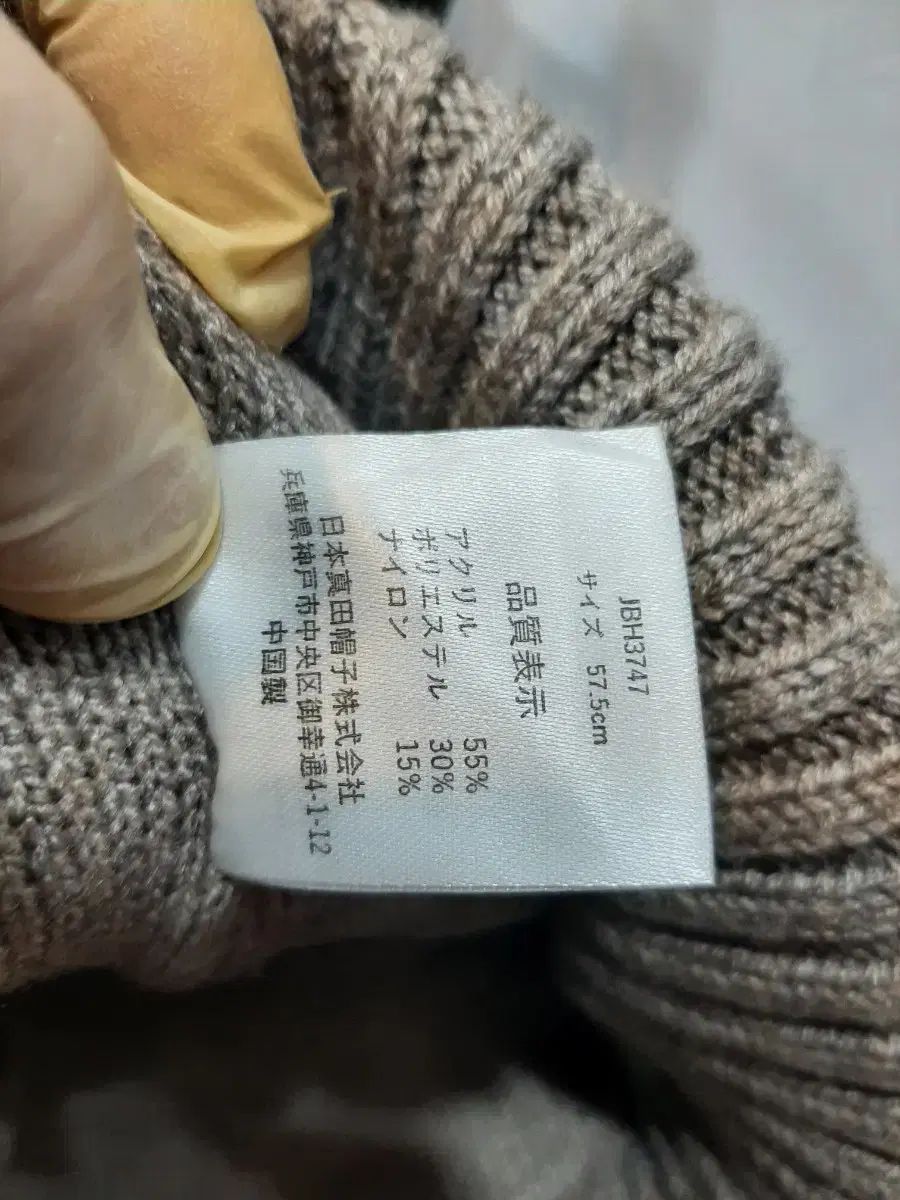 JBH3747
サイズ 57.5cm
品質表示
アクリル 55%
ポリエステル 30%
ナイロン 15%
日本真田帽子株式会社
兵庫県神戸市中央区御幸通4-1-12
中国製